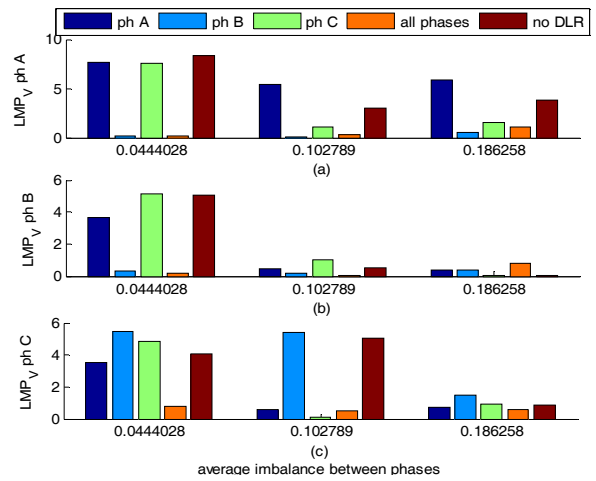 ph A ph B ph C all phases no DLR
LMP_V ph A
10
5
0
0.0444028 0.102789 0.186258
(a)
LMP_V ph B
6
4
2
0
0.0444028 0.102789 0.186258
(b)
LMP_V ph C
6
4
2
0
0.0444028 0.102789 0.186258
(c)
average imbalance between phases